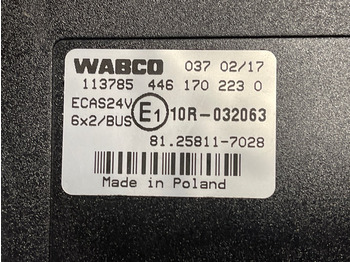 WABCO 037 02/17
113785 446 170 223 0
ECAS24V
6x2/BUS E1 10R-032063
81.25811-7028
Made in Poland